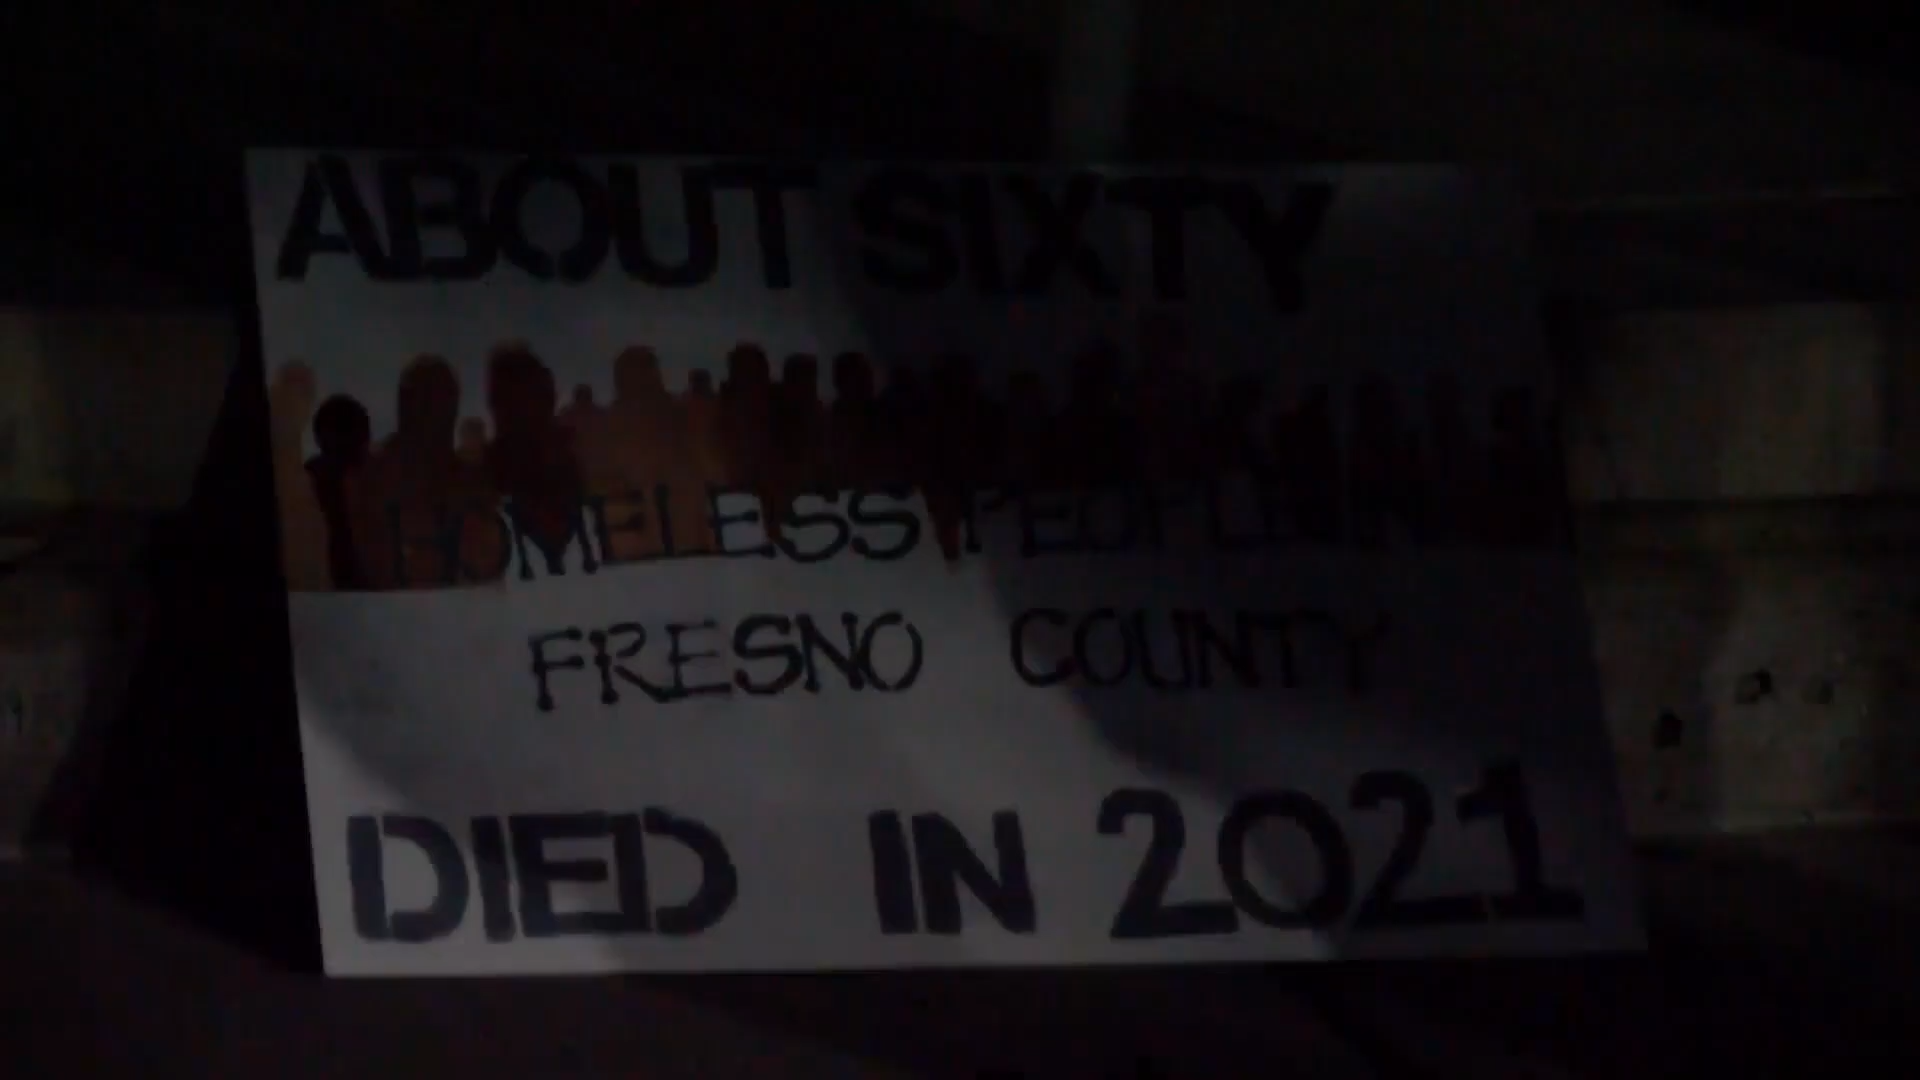 ABOUT SIXTY
HOMELESS PEOPLE IN
FRESNO COUNTY
DIED IN 2021